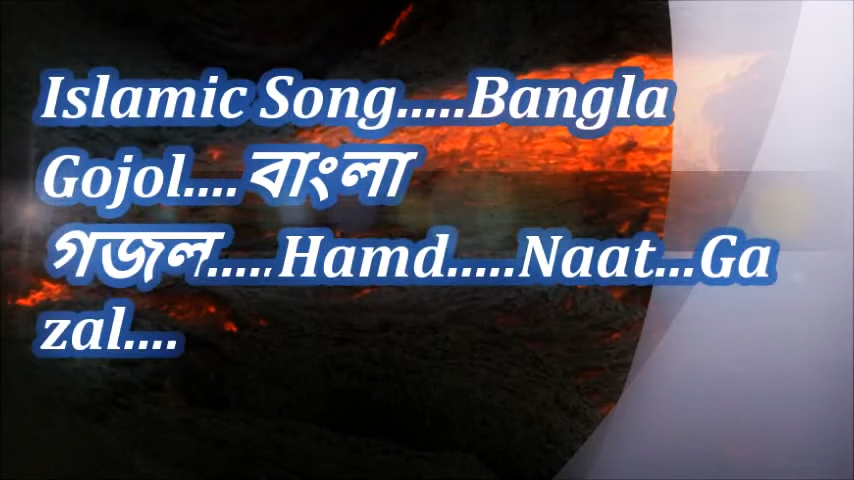 Islamic Song.....Bangla
Gojol....বাংলা
গজল.....Hamd.....Naat...Ga
zal....